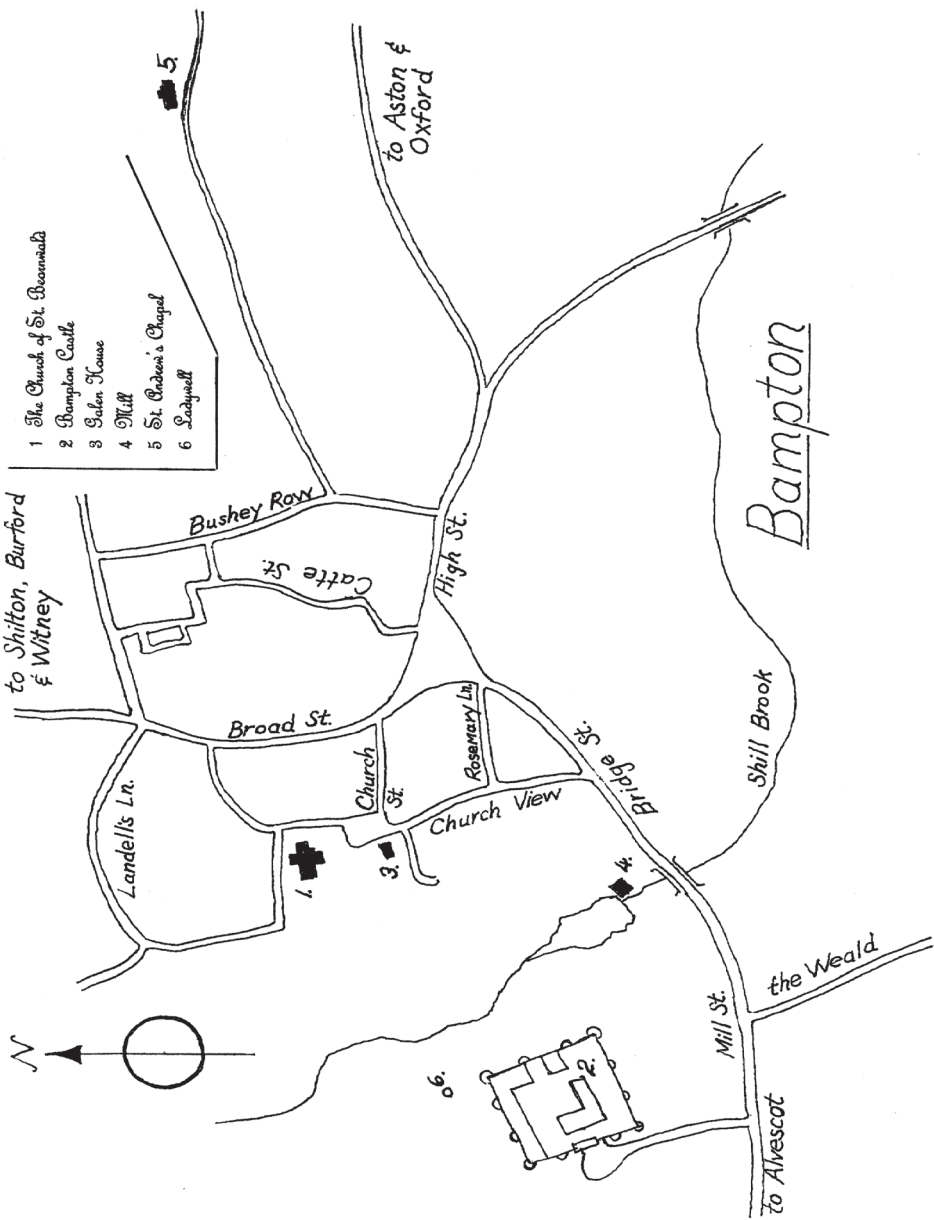 N
to Shilton, Burford
& Witney
1 The Church of St. Beornwald
2 Bampton Castle
3 Galen House
4 Mill
5 St. Andrew's Chapel
6 Ladywell
5.
to Aston &
Oxford
Landells Ln.
Broad St.
Bushey Row
Catte St.
Church
St.
High St.
Rosemary Ln.
Church View
1.
3.
4.
6.
2.
Bridge St.
Mill St.
the Weald
to Alvescot
Shill Brook
Bampton